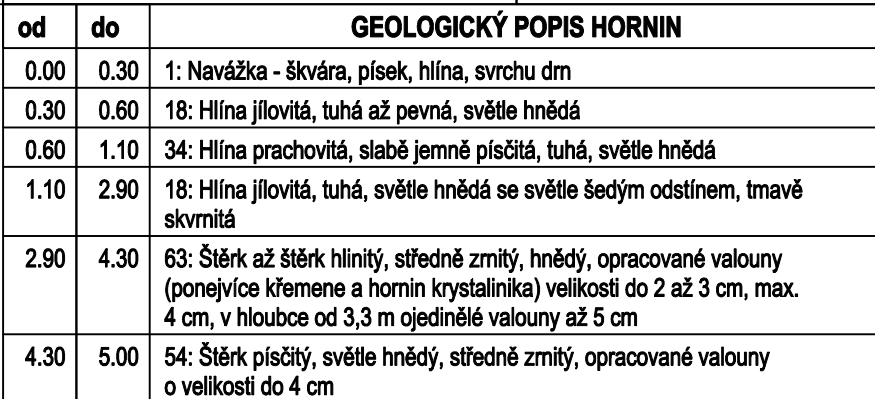 od do GEOLOGICKÝ POPIS HORNIN
0.00 0.30 1: Navážka - škvára, písek, hlína, svrchu drn
0.30 0.60 18: Hlína jílovitá, tuhá až pevná, světle hnědá
0.60 1.10 34: Hlína prachovitá, slabě jemně písčitá, tuhá, světle hnědá
1.10 2.90 18: Hlína jílovitá, tuhá, světle hnědá se světle šedým odstínem, tmavě
skvrnitá
2.90 4.30 63: Štěrk až štěrk hlinitý, středně zrnitý, hnědý, opracované valouny
(ponejvíce křemene a hornin krystalinika) velikosti do 2 až 3 cm, max.
4 cm, v hloubce od 3,3 m ojedinělé valouny až 5 cm
4.30 5.00 54: Štěrk písčitý, světle hnědý, středně zrnitý, opracované valouny
o velikosti do 4 cm